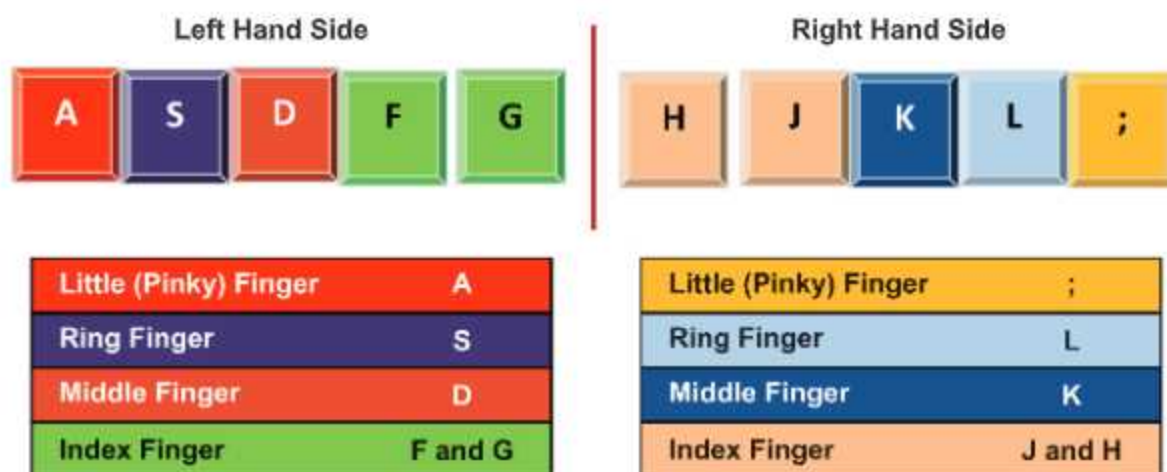 Left Hand Side
A S D F G
Little (Pinky) Finger A
Ring Finger S
Middle Finger D
Index Finger F and G
Right Hand Side
H J K L ;
Little (Pinky) Finger ;
Ring Finger L
Middle Finger K
Index Finger J and H